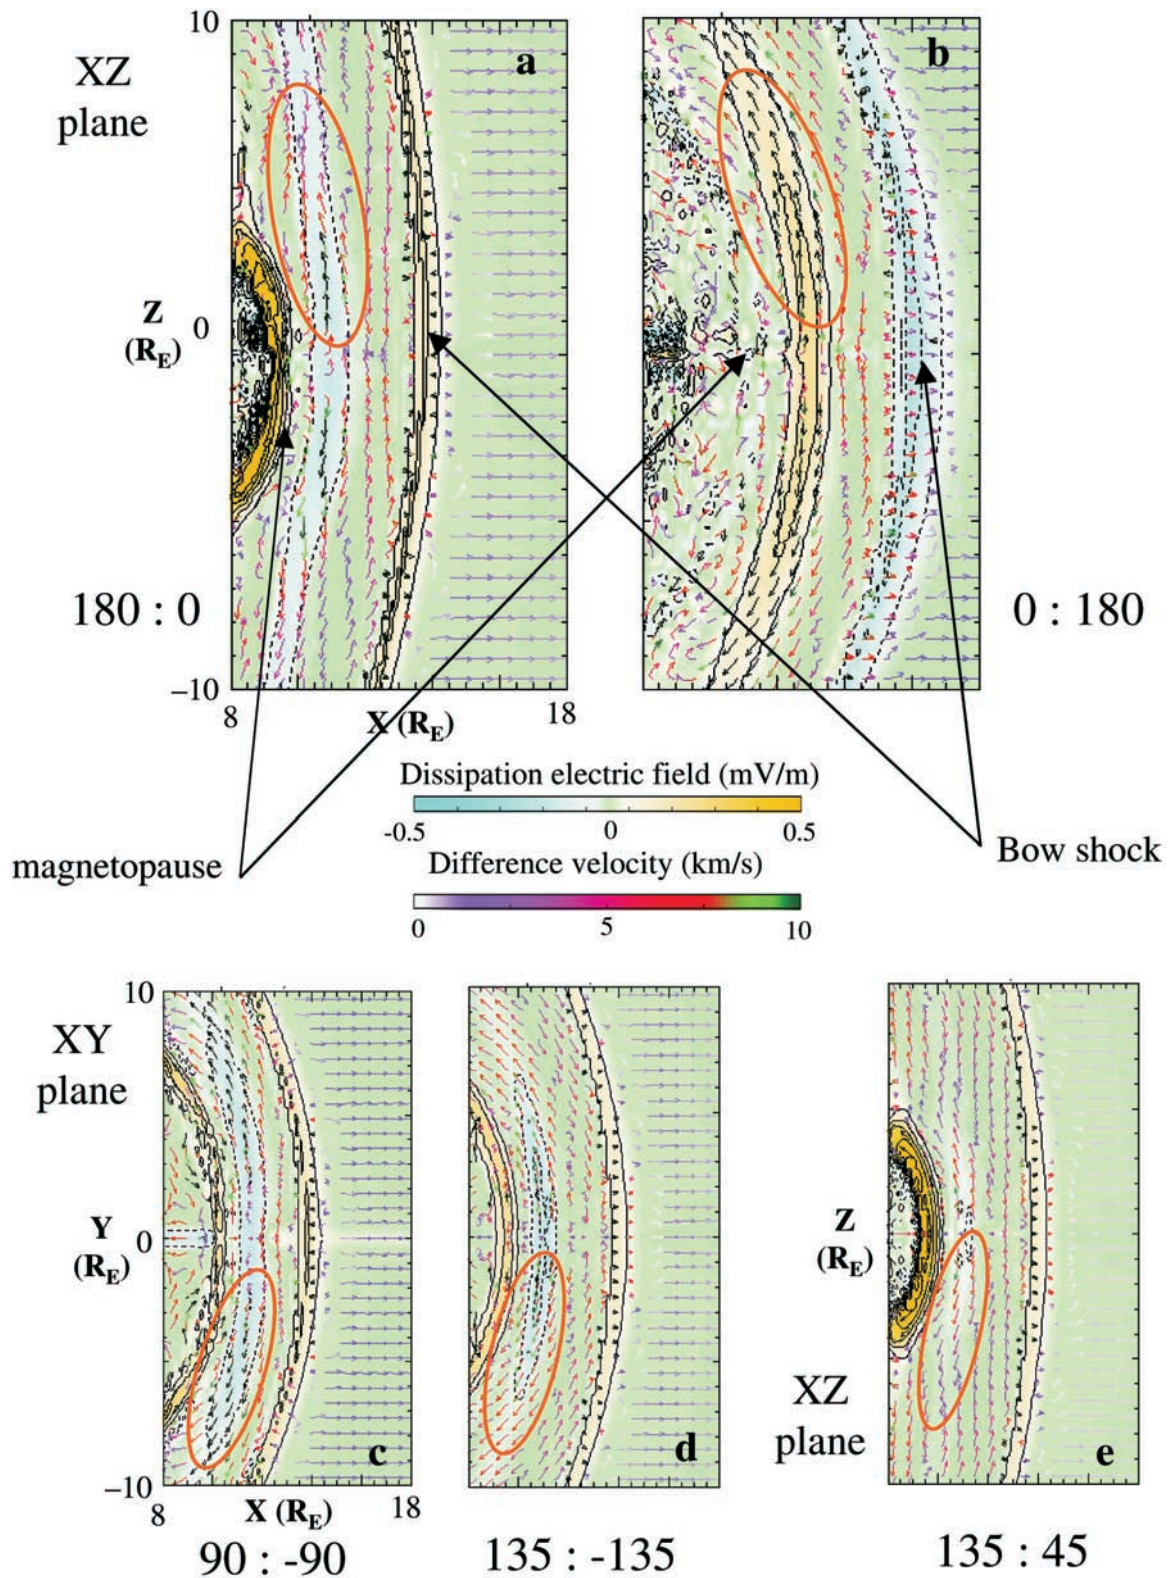 10
XZ
plane
a
b
Z
(R_E)
0
180 : 0
0 : 180
−10
8
X (R_E)
18
Dissipation electric field (mV/m)
-0.5
0
0.5
magnetopause
Bow shock
Difference velocity (km/s)
0
5
10
10
XY
plane
Y
(R_E)
0
Z
(R_E)
XZ
plane
c
d
e
−10
8
X (R_E)
18
90 : -90
135 : -135
135 : 45